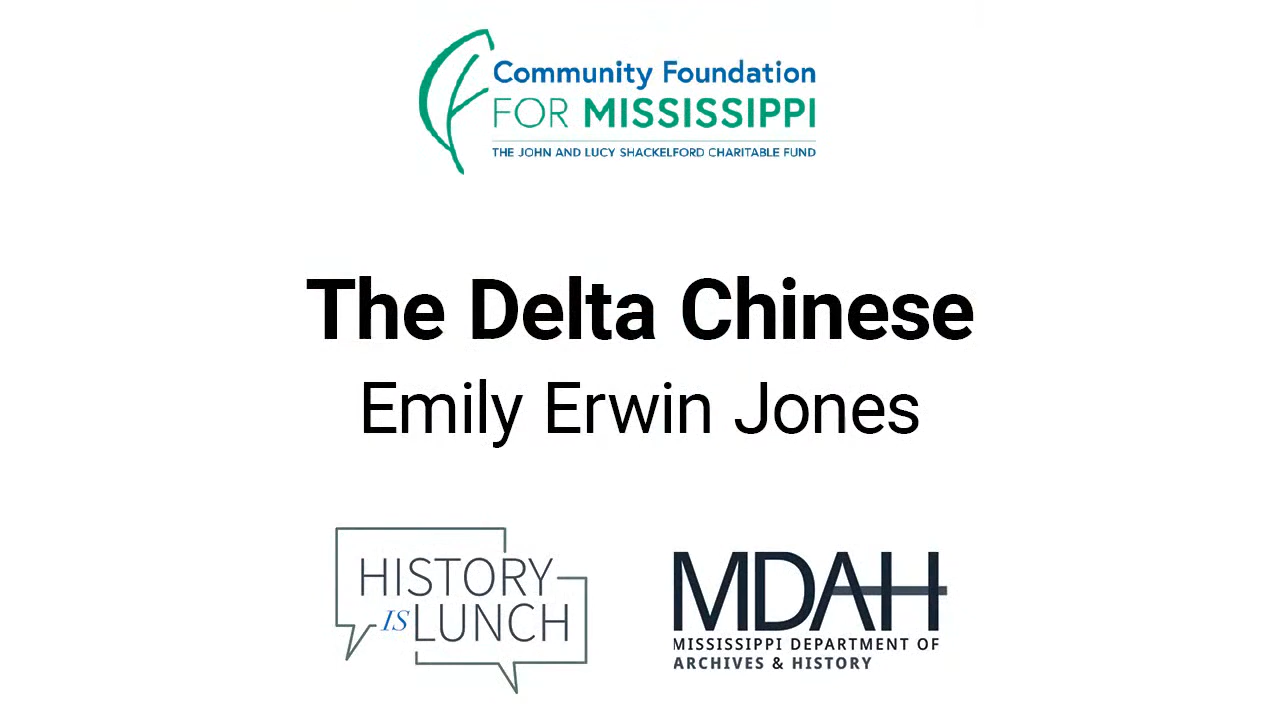 Community Foundation
FOR MISSISSIPPI
THE JOHN AND LUCY SHACKELFORD CHARITABLE FUND
The Delta Chinese
Emily Erwin Jones
HISTORY
IS LUNCH
MDAH
MISSISSIPPI DEPARTMENT OF
ARCHIVES & HISTORY